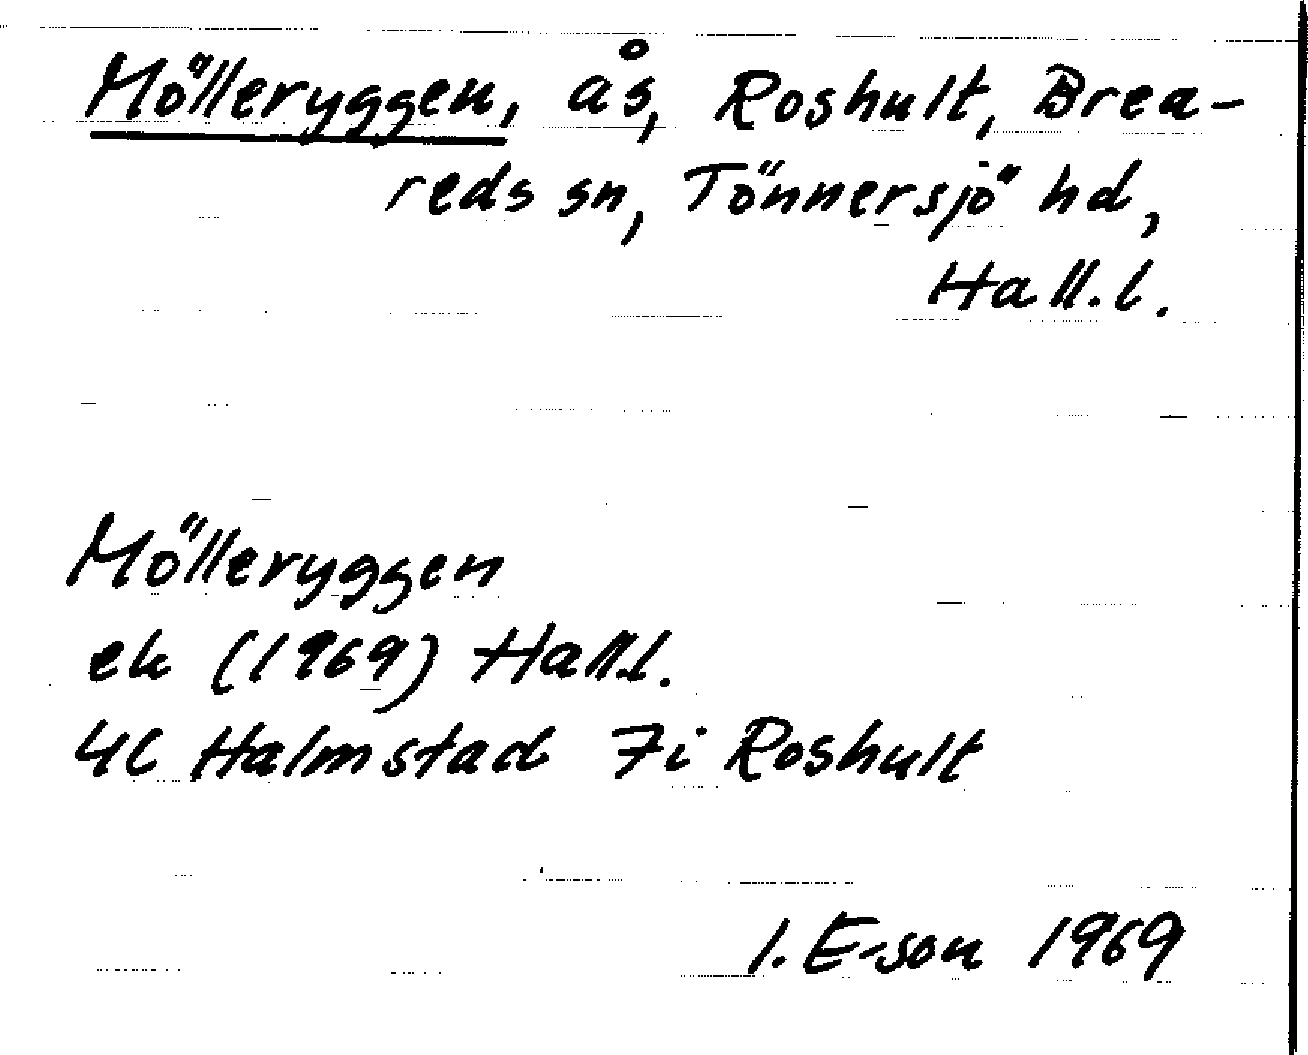 Mölleryggen, ås, Roshult, Brea-
reds sn, Tönnersjö hd,
Hall.l.
Mölleryggen
ek (1969) Hall.l.
4C Halmstad 7i Roshult
I. E-son 1969